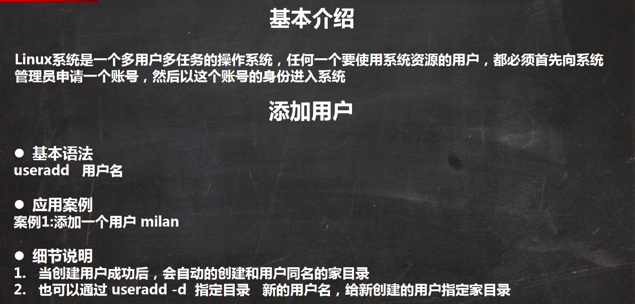 基本介绍
Linux系统是一个多用户多任务的操作系统，任何一个要使用系统资源的用户，都必须首先向系统
管理员申请一个账号，然后以这个账号的身份进入系统
添加用户
● 基本语法
useradd 用户名
● 应用案例
案例1:添加一个用户 milan
● 细节说明
1. 当创建用户成功后，会自动的创建和用户同名的家目录
2. 也可以通过 useradd -d 指定目录 新的用户名，给新创建的用户指定家目录